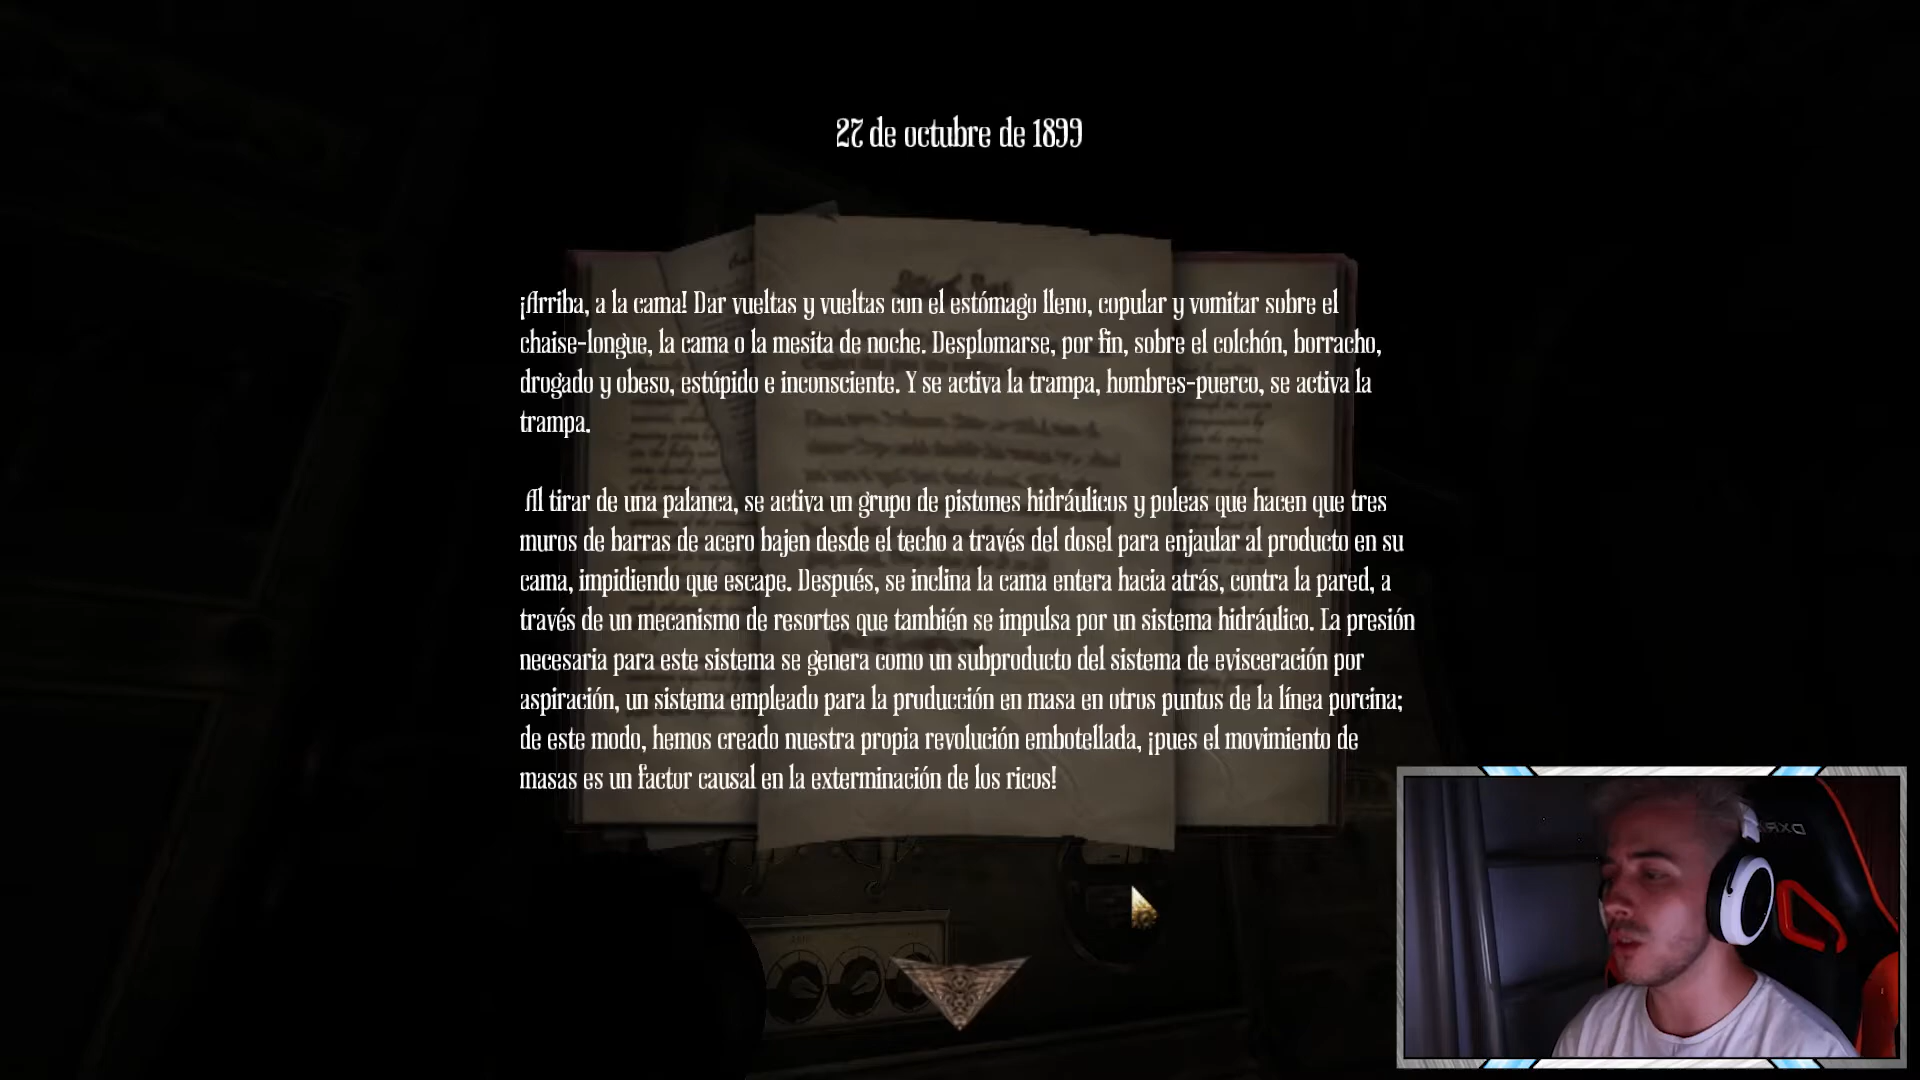 27 de octubre de 1899
¡Arriba, a la cama! Dar vueltas y vueltas con el estómago lleno, copular y vomitar sobre el
chaise-longue, la cama o la mesita de noche. Desplomarse, por fin, sobre el colchón, borracho,
drogado y obeso, estúpido e inconsciente. Y se activa la trampa, hombres-puerco, se activa la
trampa.
Al tirar de una palanca, se activa un grupo de pistones hidráulicos y poleas que hacen que tres
muros de barras de acero bajen desde el techo a través del dosel para enjaular al producto en su
cama, impidiendo que escape. Después, se inclina la cama entera hacia atrás, contra la pared, a
través de un mecanismo de resortes que también se impulsa por un sistema hidráulico. La presión
necesaria para este sistema se genera como un subproducto del sistema de evisceración por
aspiración, un sistema empleado para la producción en masa en otros puntos de la línea porcina;
de este modo, hemos creado nuestra propia revolución embotellada, ¡pues el movimiento de
masas es un factor causal en la exterminación de los ricos!